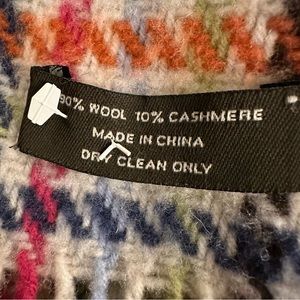 90% WOOL 10% CASHMERE
MADE IN CHINA
DRY CLEAN ONLY